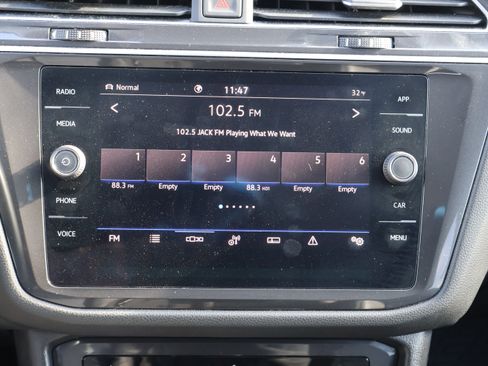 RADIO
MEDIA
PHONE
VOICE
Normal 11:47 32°F
102.5 FM
102.5 JACK FM Playing What We Want
1 2 3 4 5 6
88.3 FM Empty Empty 88.3 HD1 Empty Empty
FM
APP
SOUND
CAR
MENU